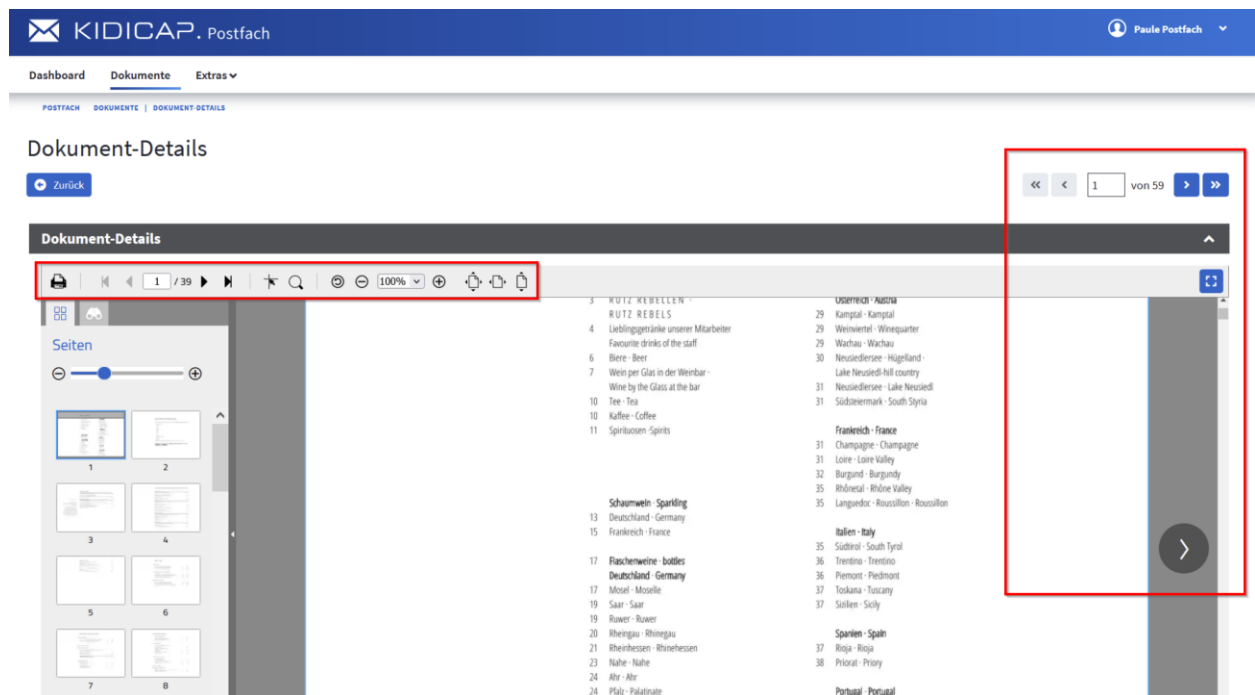 KIDICAP. Postfach
Paule Postfach
Dashboard Dokumente Extras
POSTFACH DOKUMENTE | DOKUMENT-DETAILS
Dokument-Details
Zurück
1 von 59
Dokument-Details
1 / 39
100%
Seiten
1 2
3 4
5 6
7 8
3 RUTZ REBELLEN ·
RUTZ REBELS
4 Lieblingsgetränke unserer Mitarbeiter
Favourite drinks of the staff
6 Biere · Beer
7 Wein per Glas in der Weinbar ·
Wine by the Glass at the bar
10 Tee · Tea
10 Kaffee · Coffee
11 Spirituosen ·Spirits
Schaumwein · Sparkling
13 Deutschland · Germany
15 Frankreich · France
17 Flaschenweine · bottles
Deutschland · Germany
17 Mosel · Moselle
19 Saar · Saar
19 Ruwer · Ruwer
20 Rheingau · Rhinegau
21 Rheinhessen · Rhinehessen
23 Nahe · Nahe
24 Ahr · Ahr
24 Pfalz · Palatinate
Österreich · Austria
29 Kamptal · Kamptal
29 Weinviertel · Winequarter
29 Wachau · Wachau
30 Neusiedlersee · Hügelland ·
Lake Neusiedl-hill country
31 Neusiedlersee · Lake Neusiedl
31 Südsteiermark · South Styria
Frankreich · France
31 Champagne · Champagne
31 Loire · Loire Valley
32 Burgund · Burgundy
35 Rhônetal · Rhône Valley
35 Languedoc · Roussillon · Roussillon
Italien · Italy
35 Südtirol · South Tyrol
36 Trentino · Trentino
36 Piemont · Piedmont
37 Toskana · Tuscany
37 Sizilien · Sicily
Spanien · Spain
37 Rioja · Rioja
38 Priorat · Priory
Portugal · Portugal